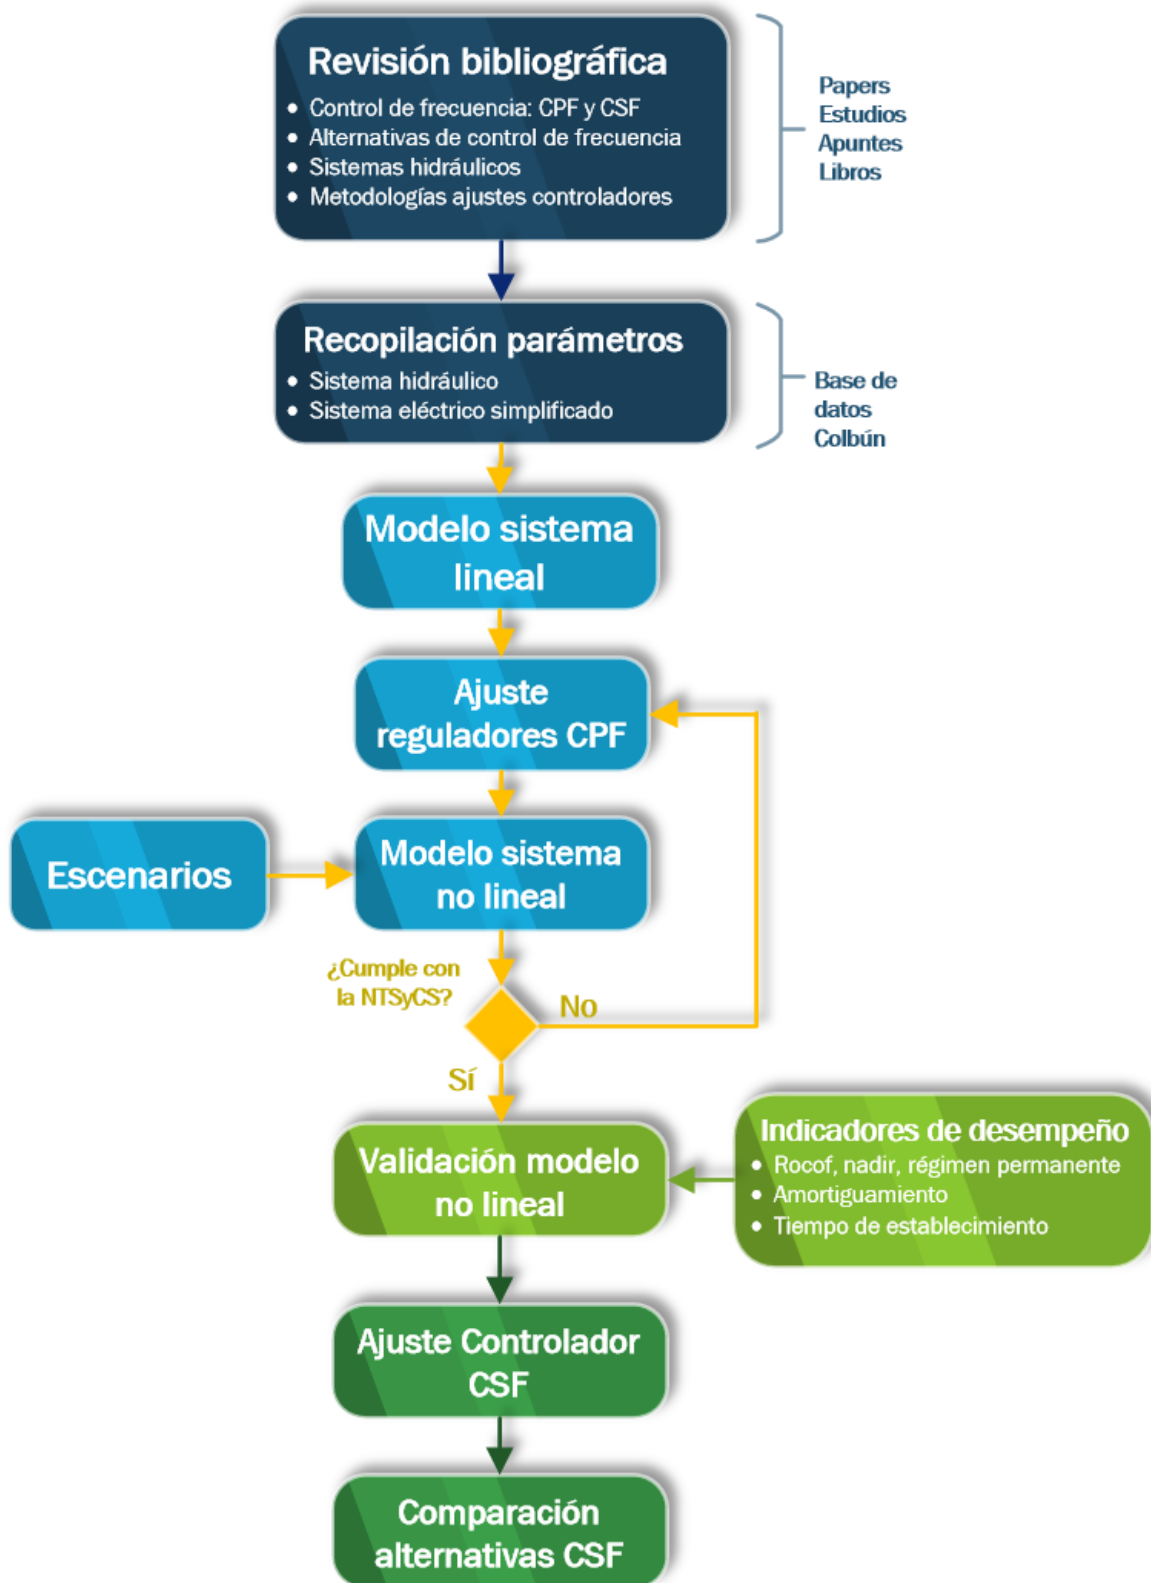 Revisión bibliográfica
• Control de frecuencia: CPF y CSF
• Alternativas de control de frecuencia
• Sistemas hidráulicos
• Metodologías ajustes controladores
Papers
Estudios
Apuntes
Libros
Recopilación parámetros
• Sistema hidráulico
• Sistema eléctrico simplificado
Base de
datos
Colbún
Modelo sistema
lineal
Ajuste
reguladores CPF
Escenarios
Modelo sistema
no lineal
¿Cumple con
la NTSyCS?
No
Sí
Validación modelo
no lineal
Indicadores de desempeño
• Rocof, nadir, régimen permanente
• Amortiguamiento
• Tiempo de establecimiento
Ajuste Controlador
CSF
Comparación
alternativas CSF